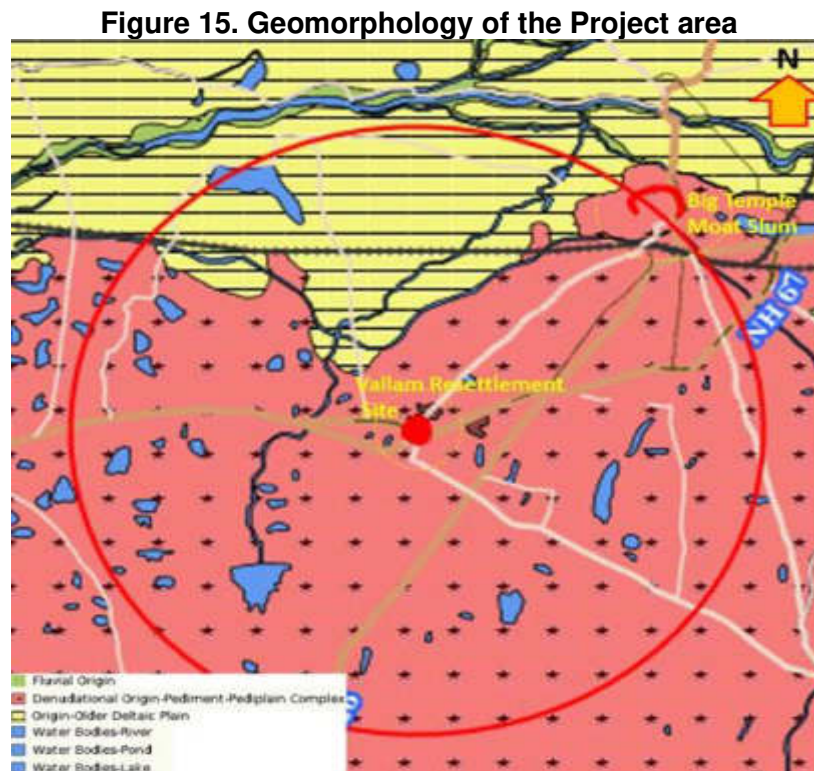 Figure 15. Geomorphology of the Project area
N
Big Temple
Moat Slum
NH 67
Vallam Resettlement
Site
Fluvial Origin
Denudational Origin-Pediment-Pediplain Complex
Origin-Older Deltaic Plain
Water Bodies-River
Water Bodies-Pond
Water Bodies-Lake